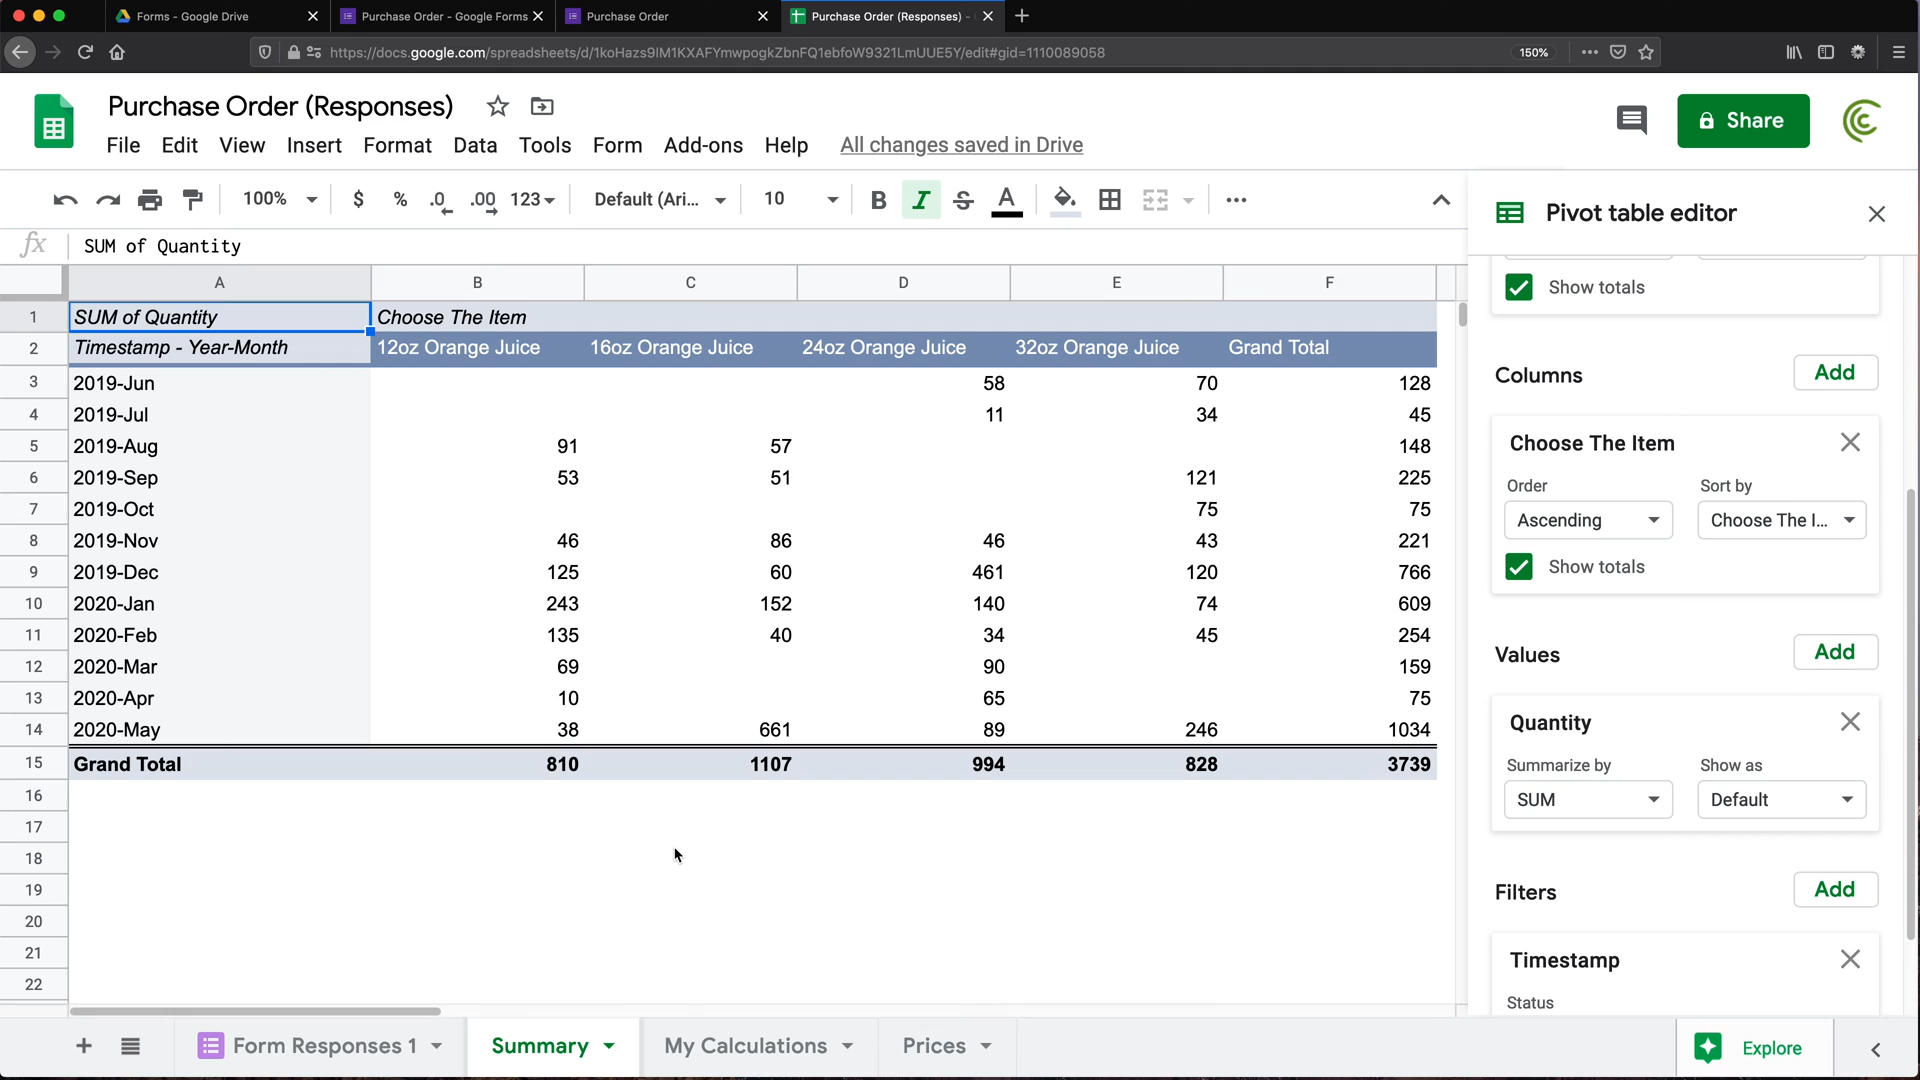 Forms - Google Drive
Purchase Order - Google Forms
Purchase Order
Purchase Order (Responses) -
https://docs.google.com/spreadsheets/d/1koHazs9IM1KXAFYmwpogkZbnFQ1ebfoW9321LmUUE5Y/edit#gid=1110089058
150%
Purchase Order (Responses)
Share
File Edit View Insert Format Data Tools Form Add-ons Help All changes saved in Drive
100% $ % .0 .00 123 Default (Ari... 10 B I S A
fx SUM of Quantity
Pivot table editor
A B C D E F
1 SUM of Quantity Choose The Item
2 Timestamp - Year-Month 12oz Orange Juice 16oz Orange Juice 24oz Orange Juice 32oz Orange Juice Grand Total
3 2019-Jun 58 70 128
4 2019-Jul 11 34 45
5 2019-Aug 91 57 148
6 2019-Sep 53 51 121 225
7 2019-Oct 75 75
8 2019-Nov 46 86 46 43 221
9 2019-Dec 125 60 461 120 766
10 2020-Jan 243 152 140 74 609
11 2020-Feb 135 40 34 45 254
12 2020-Mar 69 90 159
13 2020-Apr 10 65 75
14 2020-May 38 661 89 246 1034
15 Grand Total 810 1107 994 828 3739
16
17
18
19
20
21
22
Show totals
Columns Add
Choose The Item
Order Sort by
Ascending Choose The I...
Show totals
Values Add
Quantity
Summarize by Show as
SUM Default
Filters Add
Timestamp
Status
Form Responses 1 Summary My Calculations Prices Explore